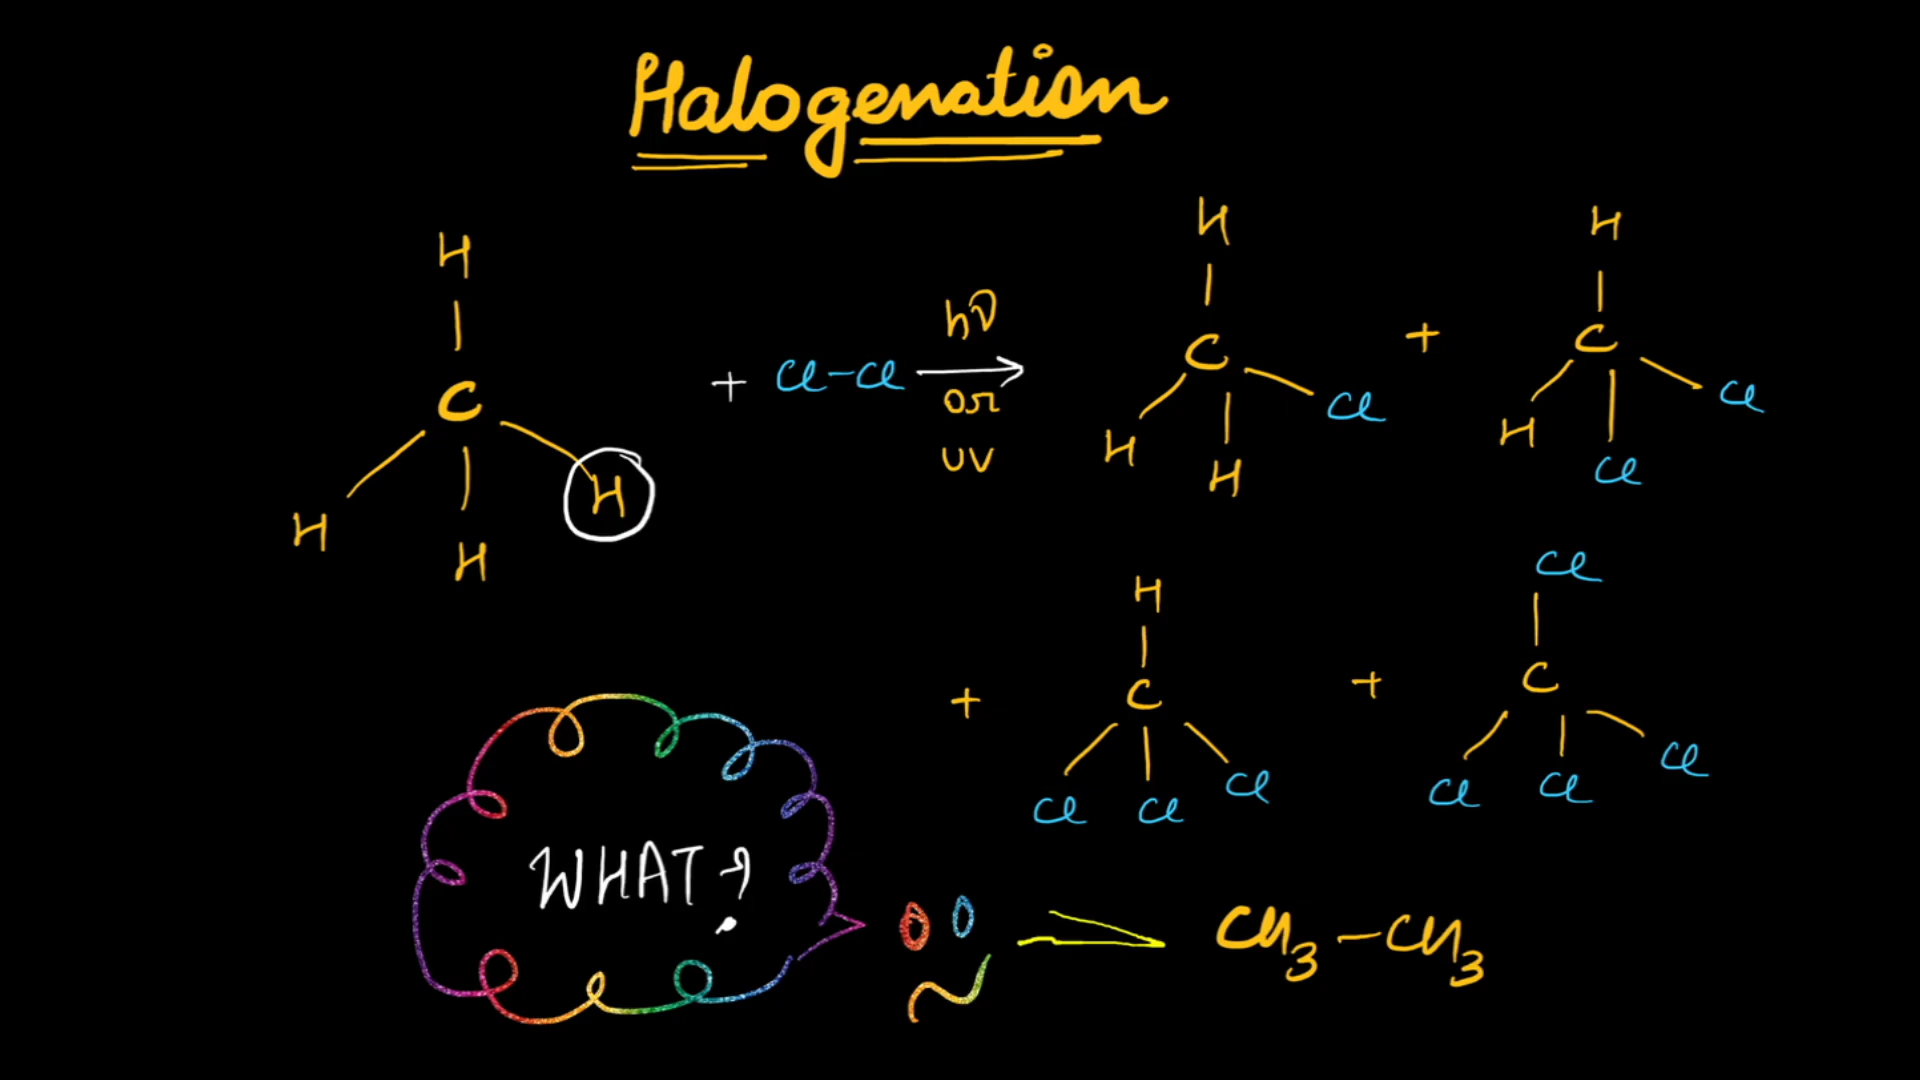 Halogenation
H
C
H H H
+ Cl-Cl
hν
or
UV
H
C
H H Cl
+
H
C
H Cl Cl
+
H
C
Cl Cl Cl
+
Cl
C
Cl Cl Cl
WHAT?
CH3-CH3